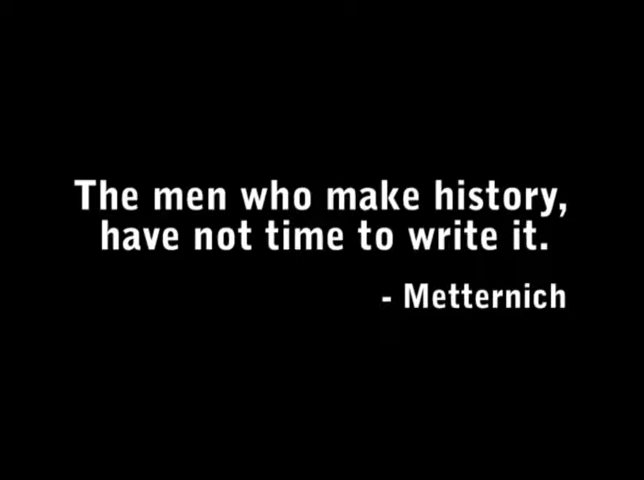 The men who make history,
have not time to write it.
- Metternich